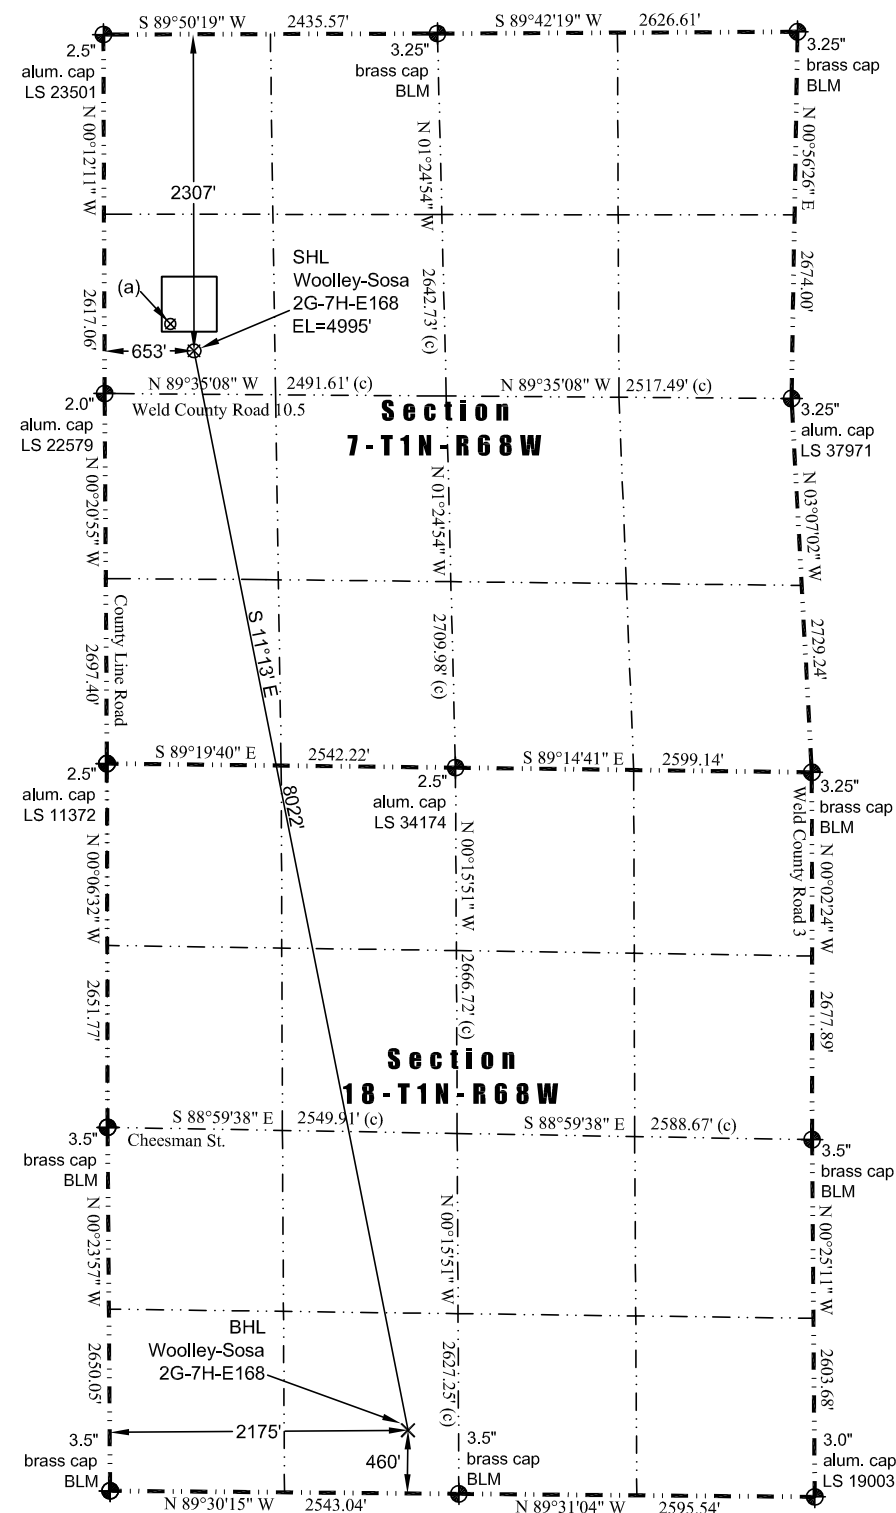 S 89°50'19" W 2435.57' S 89°42'19" W 2626.61'
2.5"
alum. cap
LS 23501
3.25"
brass cap
BLM
3.25"
brass cap
BLM
N 00°12'11" W
2617.06'
N 01°24'54" W
2642.73' (c)
N 00°56'26" E
2674.00'
2307'
(a)
SHL
Woolley-Sosa
2G-7H-E168
EL=4995'
653'
N 89°35'08" W 2491.61' (c) N 89°35'08" W 2517.49' (c)
Weld County Road 10.5
2.0"
alum. cap
LS 22579
Section
7-T1N-R68W
3.25"
alum. cap
LS 37971
N 00°20'55" W
2697.40'
County Line Road
S 11°13' E
8022'
N 01°24'54" W
2709.98' (c)
N 03°07'02" W
2729.24'
S 89°19'40" E 2542.22' S 89°14'41" E 2599.14'
2.5"
alum. cap
LS 11372
2.5"
alum. cap
LS 34174
3.25"
brass cap
BLM
Weld County Road 3
N 00°06'32" W
2651.77'
N 00°15'51" W
2666.72' (c)
N 00°02'24" W
2677.89'
Section
18-T1N-R68W
S 88°59'38" E 2549.91' (c) S 88°59'38" E 2588.67' (c)
Cheesman St.
3.5"
brass cap
BLM
3.5"
brass cap
BLM
N 00°23'57" W
2650.05'
N 00°15'51" W
2627.25' (c)
N 00°25'11" W
2603.68'
BHL
Woolley-Sosa
2G-7H-E168
2175'
460'
3.5"
brass cap
BLM
3.5"
brass cap
BLM
3.0"
alum. cap
LS 19003
N 89°30'15" W 2543.04' N 89°31'04" W 2595.54'